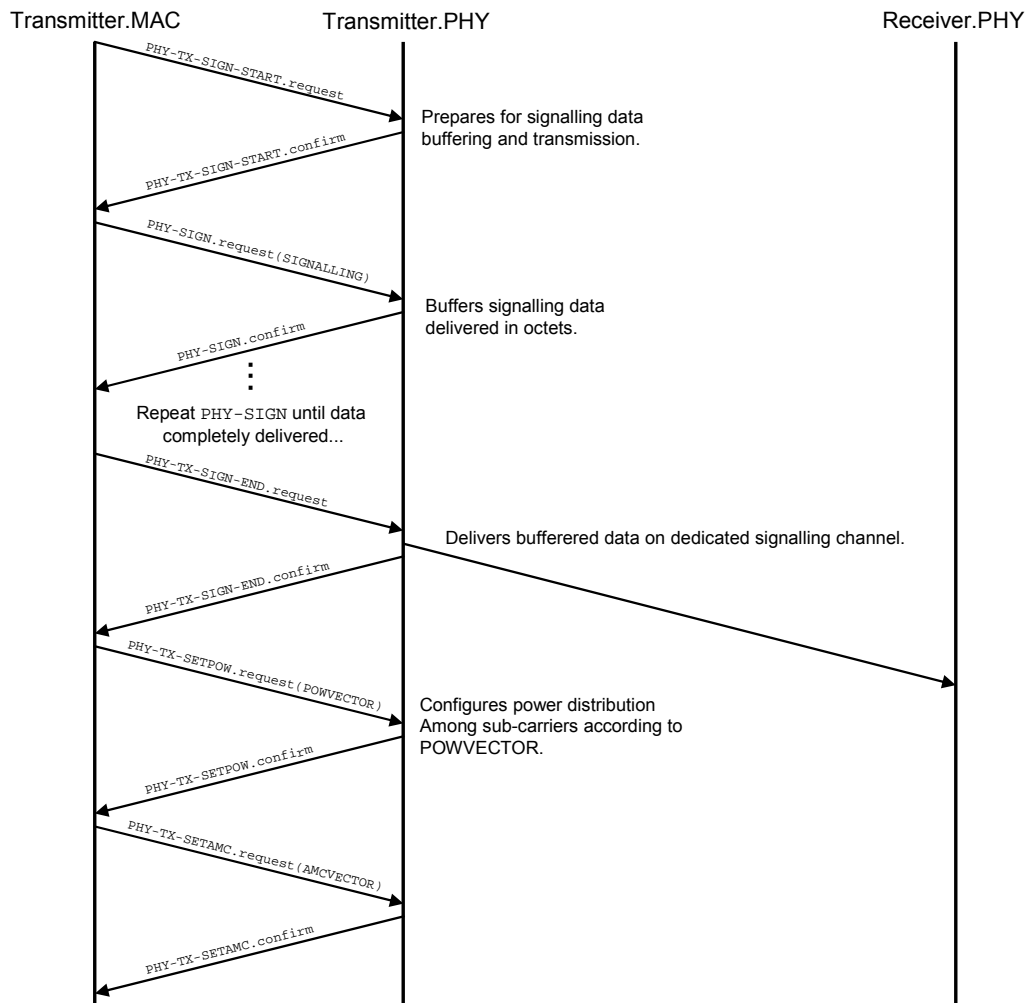 Transmitter.MAC
Transmitter.PHY
Receiver.PHY
PHY-TX-SIGN-START.request
Prepares for signalling data
buffering and transmission.
PHY-TX-SIGN-START.confirm
PHY-SIGN.request(SIGNALLING)
Buffers signalling data
delivered in octets.
PHY-SIGN.confirm
Repeat PHY-SIGN until data
completely delivered...
PHY-TX-SIGN-END.request
Delivers bufferered data on dedicated signalling channel.
PHY-TX-SIGN-END.confirm
PHY-TX-SETPOW.request(POWVECTOR)
Configures power distribution
Among sub-carriers according to
POWVECTOR.
PHY-TX-SETPOW.confirm
PHY-TX-SETAMC.request(AMCVECTOR)
PHY-TX-SETAMC.confirm